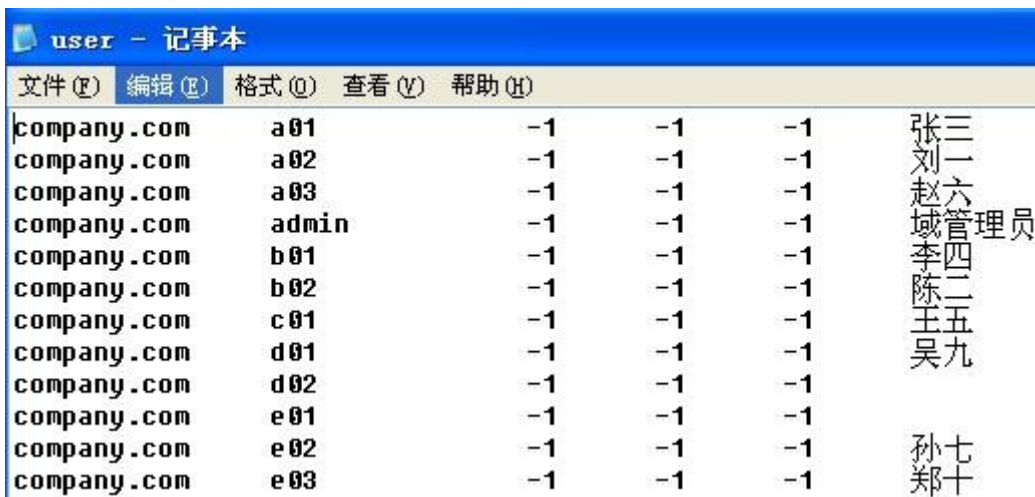 user - 记事本
文件(F) 编辑(E) 格式(O) 查看(V) 帮助(H)
company.com a01 -1 -1 -1 张三
company.com a02 -1 -1 -1 刘一
company.com a03 -1 -1 -1 赵六
company.com admin -1 -1 -1 域管理员
company.com b01 -1 -1 -1 李四
company.com b02 -1 -1 -1 陈二
company.com c01 -1 -1 -1 王五
company.com d01 -1 -1 -1 吴九
company.com d02 -1 -1 -1
company.com e01 -1 -1 -1
company.com e02 -1 -1 -1 孙七
company.com e03 -1 -1 -1 郑十